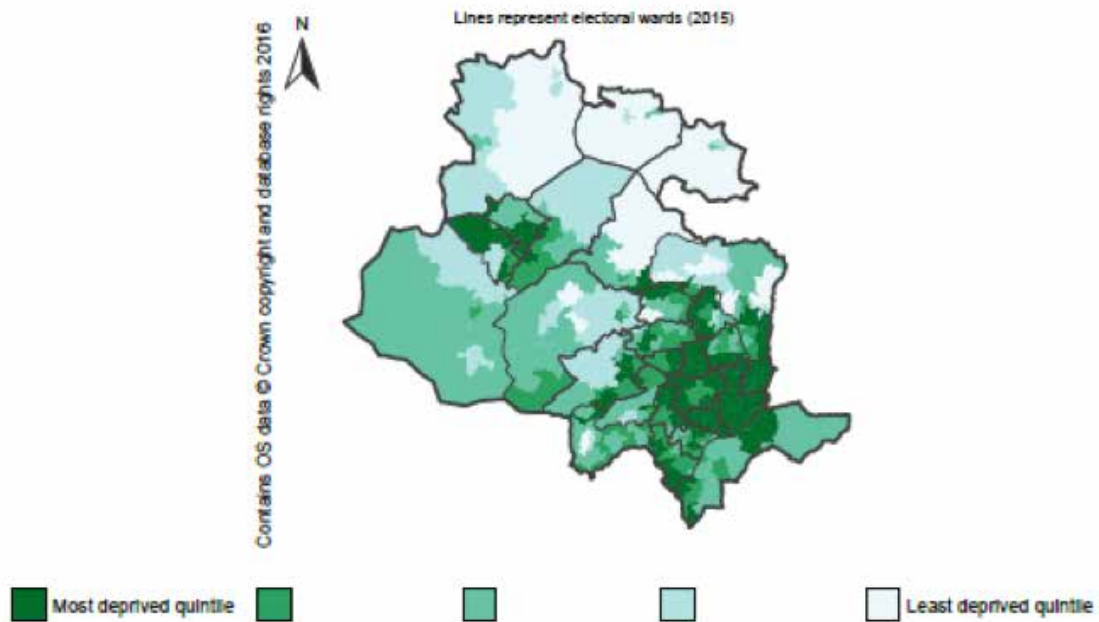 Lines represent electoral wards (2015)
N
Contains OS data © Crown copyright and database rights 2016
Most deprived quintile
Least deprived quintile